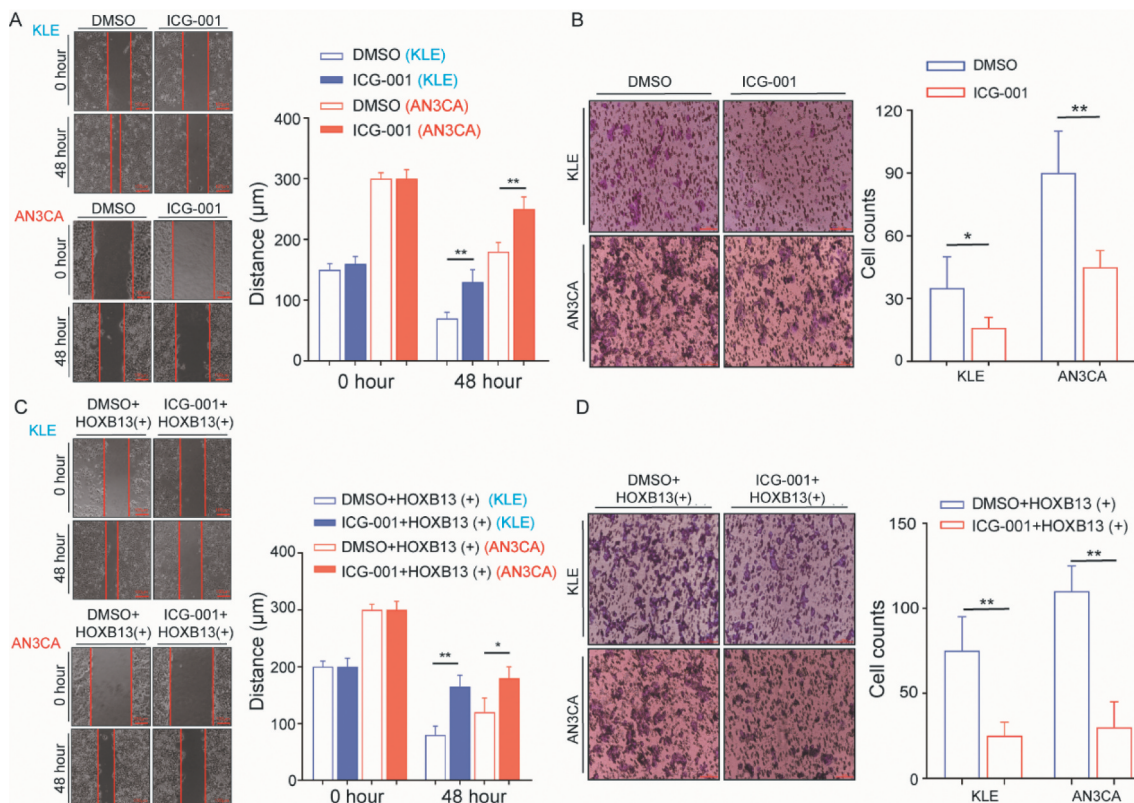 A
DMSO ICG-001
KLE
0 hour
48 hour
DMSO ICG-001
AN3CA
0 hour
48 hour
DMSO (KLE)
ICG-001 (KLE)
DMSO (AN3CA)
ICG-001 (AN3CA)
Distance (µm)
400
300
200
100
0
** **
0 hour 48 hour
B
DMSO ICG-001
KLE
AN3CA
DMSO
ICG-001
Cell counts
120
90
60
30
0
* **
KLE AN3CA
C
DMSO+ ICG-001+
HOXB13(+) HOXB13(+)
KLE
0 hour
48 hour
DMSO+ ICG-001+
HOXB13(+) HOXB13(+)
AN3CA
0 hour
48 hour
DMSO+HOXB13 (+) (KLE)
ICG-001+HOXB13 (+) (KLE)
DMSO+HOXB13 (+) (AN3CA)
ICG-001+HOXB13 (+) (AN3CA)
Distance (µm)
400
300
200
100
0
** *
0 hour 48 hour
D
DMSO+ ICG-001+
HOXB13(+) HOXB13(+)
KLE
AN3CA
DMSO+HOXB13 (+)
ICG-001+HOXB13 (+)
Cell counts
150
100
50
0
** **
KLE AN3CA